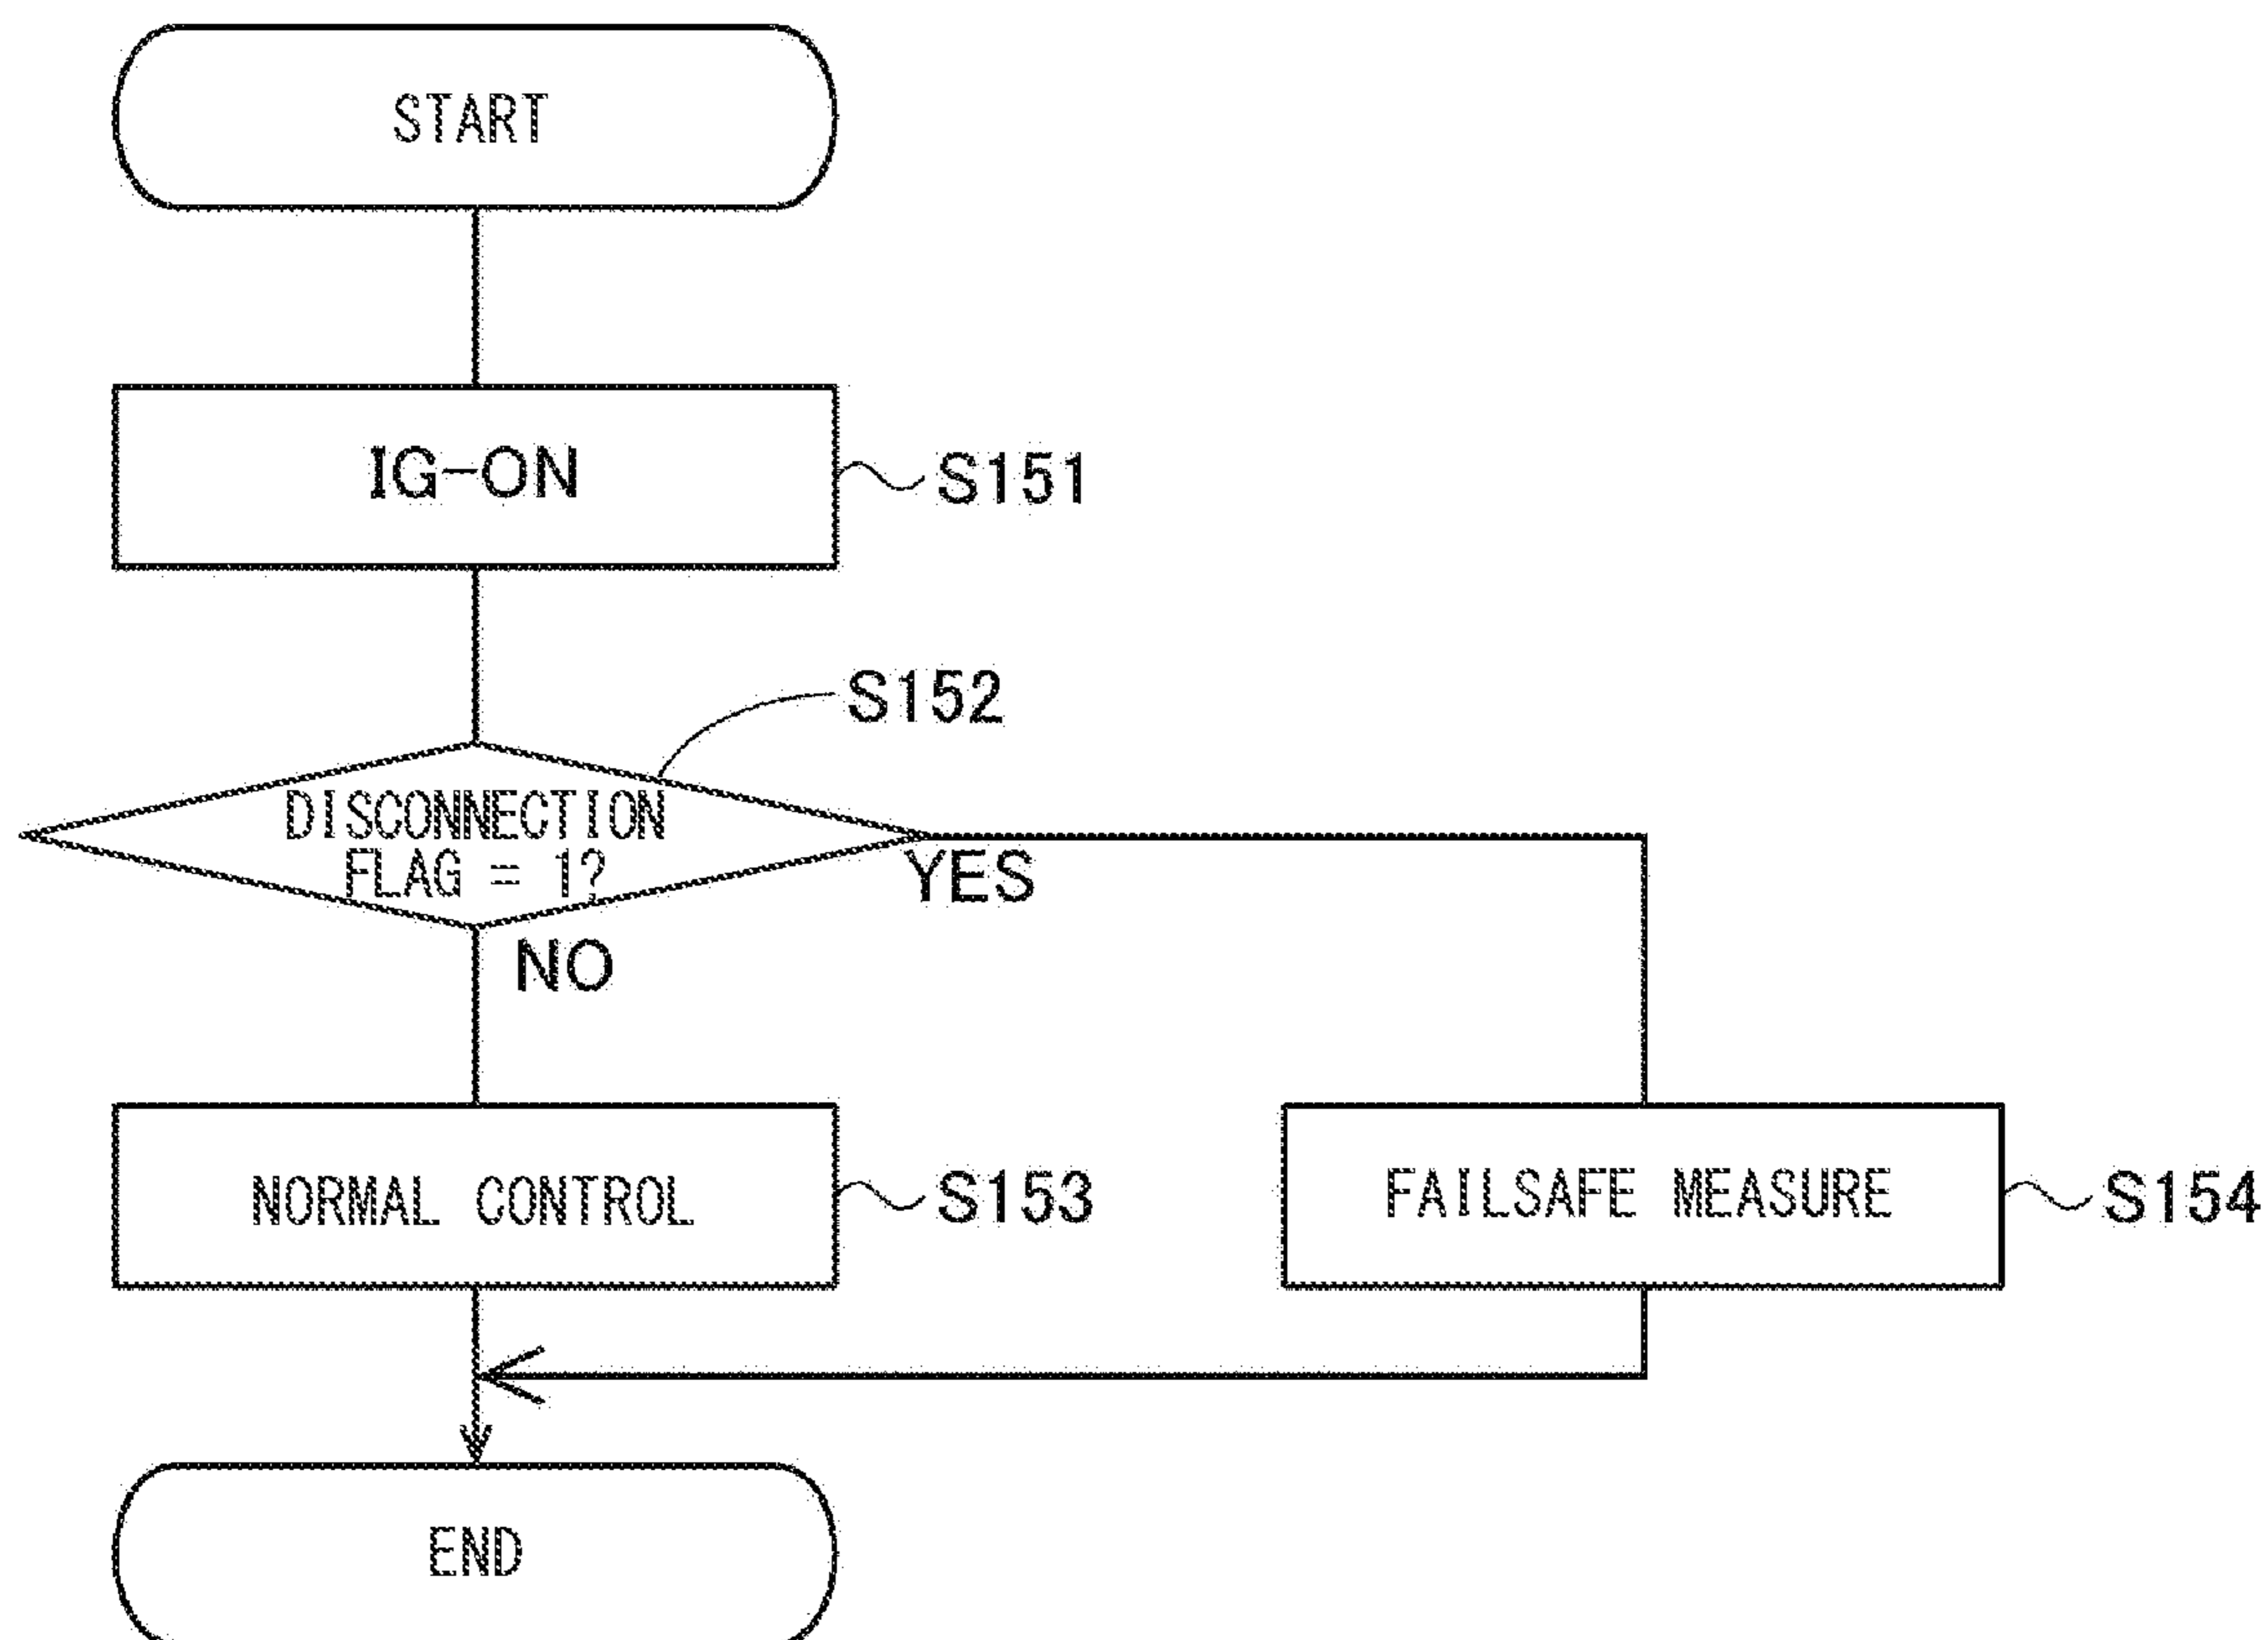 START
IG-ON
S151
S152
DISCONNECTION
FLAG = 1?
YES
NO
NORMAL CONTROL
S153
FAILSAFE MEASURE
S154
END